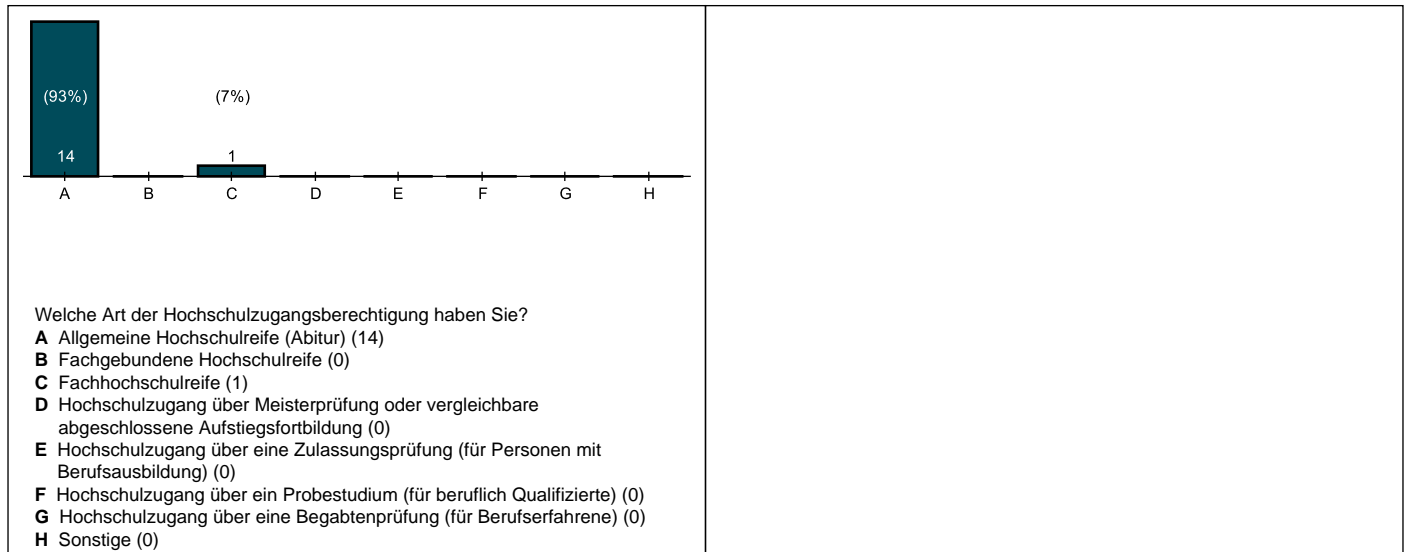 (93%) (7%)
14 1
A B C D E F G H
Welche Art der Hochschulzugangsberechtigung haben Sie?
A Allgemeine Hochschulreife (Abitur) (14)
B Fachgebundene Hochschulreife (0)
C Fachhochschulreife (1)
D Hochschulzugang über Meisterprüfung oder vergleichbare
abgeschlossene Aufstiegsfortbildung (0)
E Hochschulzugang über eine Zulassungsprüfung (für Personen mit
Berufsausbildung) (0)
F Hochschulzugang über ein Probestudium (für beruflich Qualifizierte) (0)
G Hochschulzugang über eine Begabtenprüfung (für Berufserfahrene) (0)
H Sonstige (0)